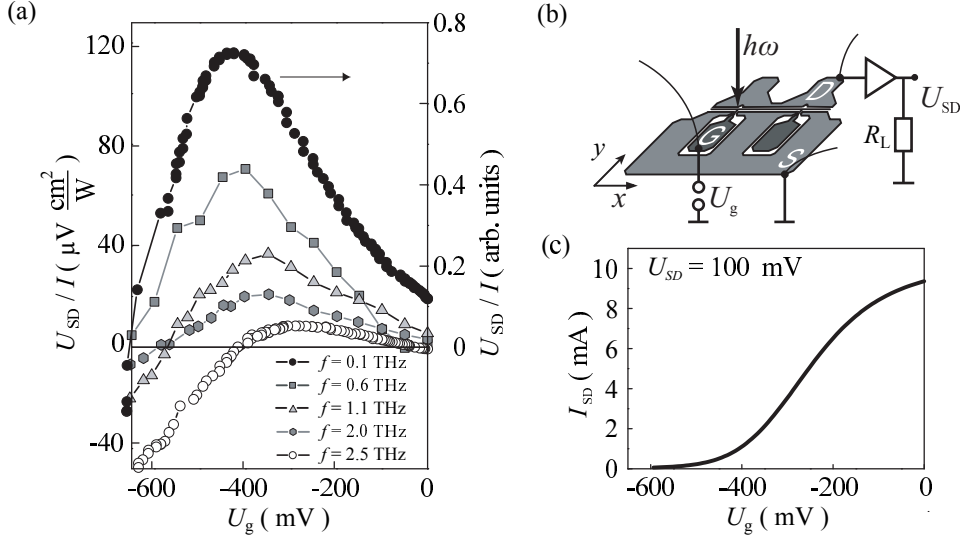 (a)
120
80
40
0
-40
U_SD / I ( μV cm²/W )
0.8
0.6
0.4
0.2
0
U_SD / I ( arb. units )
f = 0.1 THz
f = 0.6 THz
f = 1.1 THz
f = 2.0 THz
f = 2.5 THz
-600 -400 -200 0
U_g ( mV )
(b)
ħω
D
G
S
U_SD
R_L
U_g
y
x
(c)
U_SD = 100 mV
10
8
6
4
2
0
I_SD ( mA )
-600 -400 -200 0
U_g ( mV )